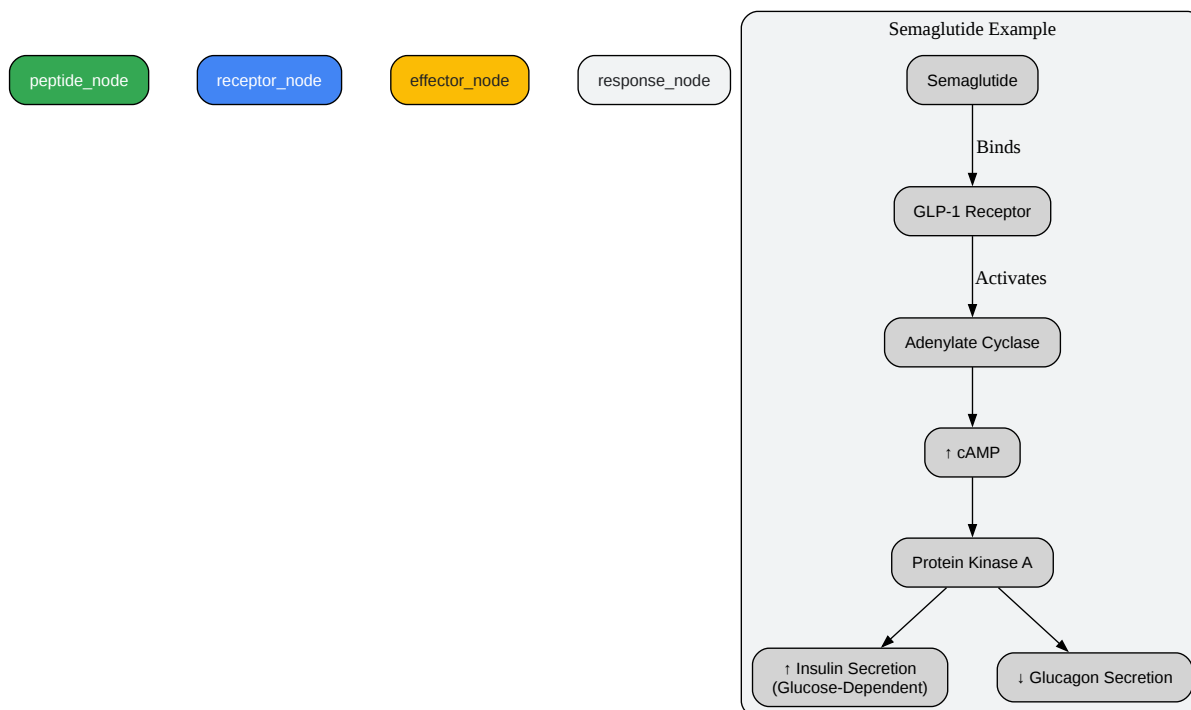 Semaglutide Example
peptide_node
receptor_node
effector_node
response_node
Semaglutide
Binds
GLP-1 Receptor
Activates
Adenylate Cyclase
↑ cAMP
Protein Kinase A
↑ Insulin Secretion
(Glucose-Dependent)
↓ Glucagon Secretion